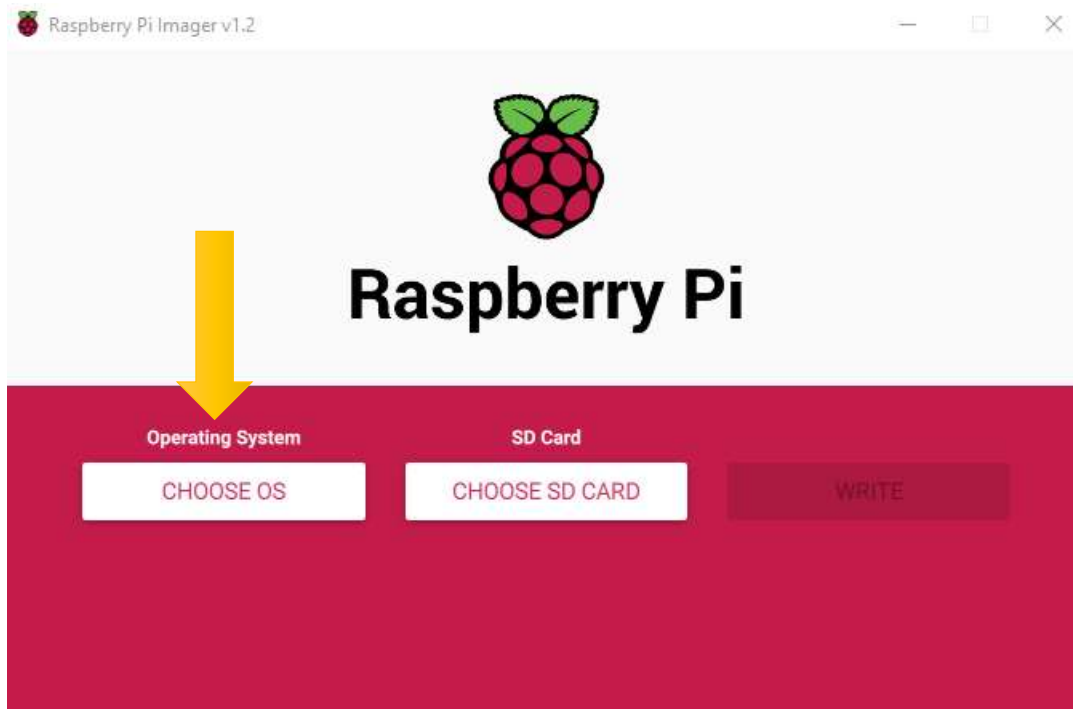 Raspberry Pi Imager v1.2
Raspberry Pi
Operating System
SD Card
CHOOSE OS
CHOOSE SD CARD
WRITE